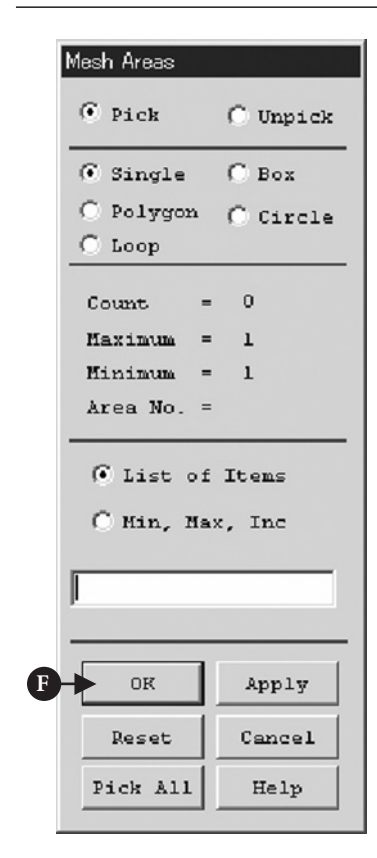 Mesh Areas
Pick Unpick
Single Box
Polygon Circle
Loop
Count = 0
Maximum = 1
Minimum = 1
Area No. =
List of Items
Min, Max, Inc
F OK Apply
Reset Cancel
Pick All Help